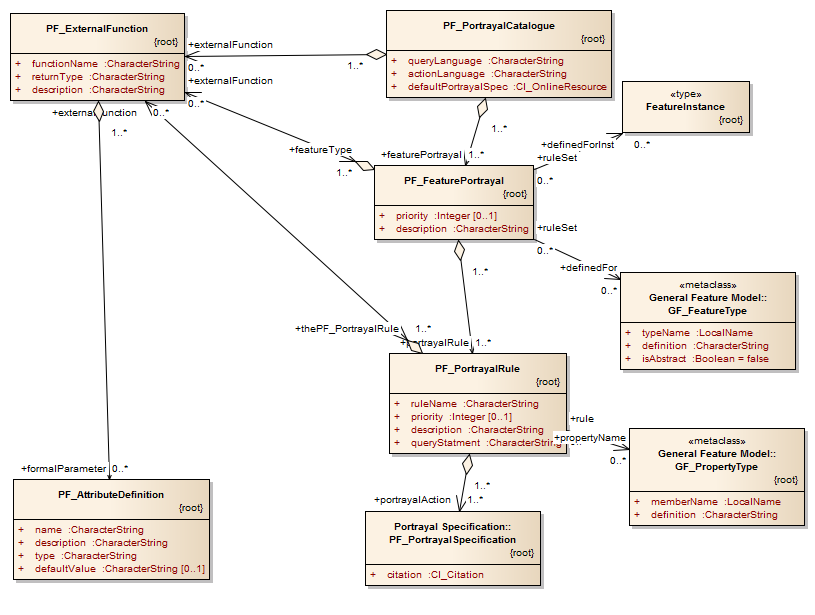 PF_ExternalFunction
{root}
+ functionName :CharacterString
+ returnType :CharacterString
+ description :CharacterString
PF_PortrayalCatalogue
{root}
+ queryLanguage :CharacterString
+ actionLanguage :CharacterString
+ defaultPortrayalSpec :CI_OnlineResource
+externalFunction
0..*
1..*
+externalFunction
0..*
+externalFunction
1..*
0..*
+featureType
1..*
1..*
+featurePortrayal
1..*
«type»
FeatureInstance
{root}
+definedForInst
0..*
+ruleSet
0..*
PF_FeaturePortrayal
{root}
+ priority :Integer [0..1]
+ description :CharacterString
+ruleSet
0..*
+definedFor
0..*
1..*
«metaclass»
General Feature Model::
GF_FeatureType
+ typeName :LocalName
+ definition :CharacterString
+ isAbstract :Boolean = false
+thePF_PortrayalRule
1..*
+portrayalRule
1..*
PF_PortrayalRule
{root}
+ ruleName :CharacterString
+ priority :Integer [0..1]
+ description :CharacterString
+ queryStatment :CharacterString
+rule
0..*
+propertyName
0..*
«metaclass»
General Feature Model::
GF_PropertyType
{root}
+ memberName :LocalName
+ definition :CharacterString
+formalParameter
0..*
PF_AttributeDefinition
{root}
+ name :CharacterString
+ description :CharacterString
+ type :CharacterString
+ defaultValue :CharacterString [0..1]
1..*
+portrayalAction
1..*
Portrayal Specification::
PF_PortrayalSpecification
{root}
+ citation :CI_Citation